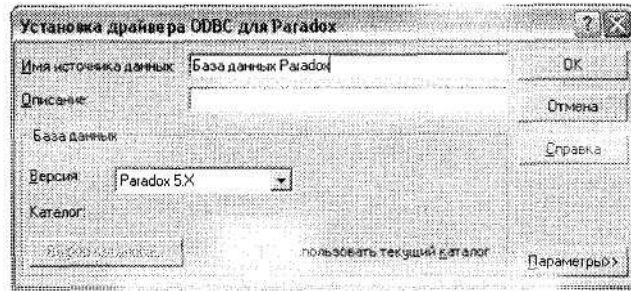 Установка драйвера ODBC для Paradox
Имя источника данных: База данных Paradox OK
Описание: Отмена
База данных Справка
Версия: Paradox 5.X
Каталог:
пользовать текущий каталог Параметры>>